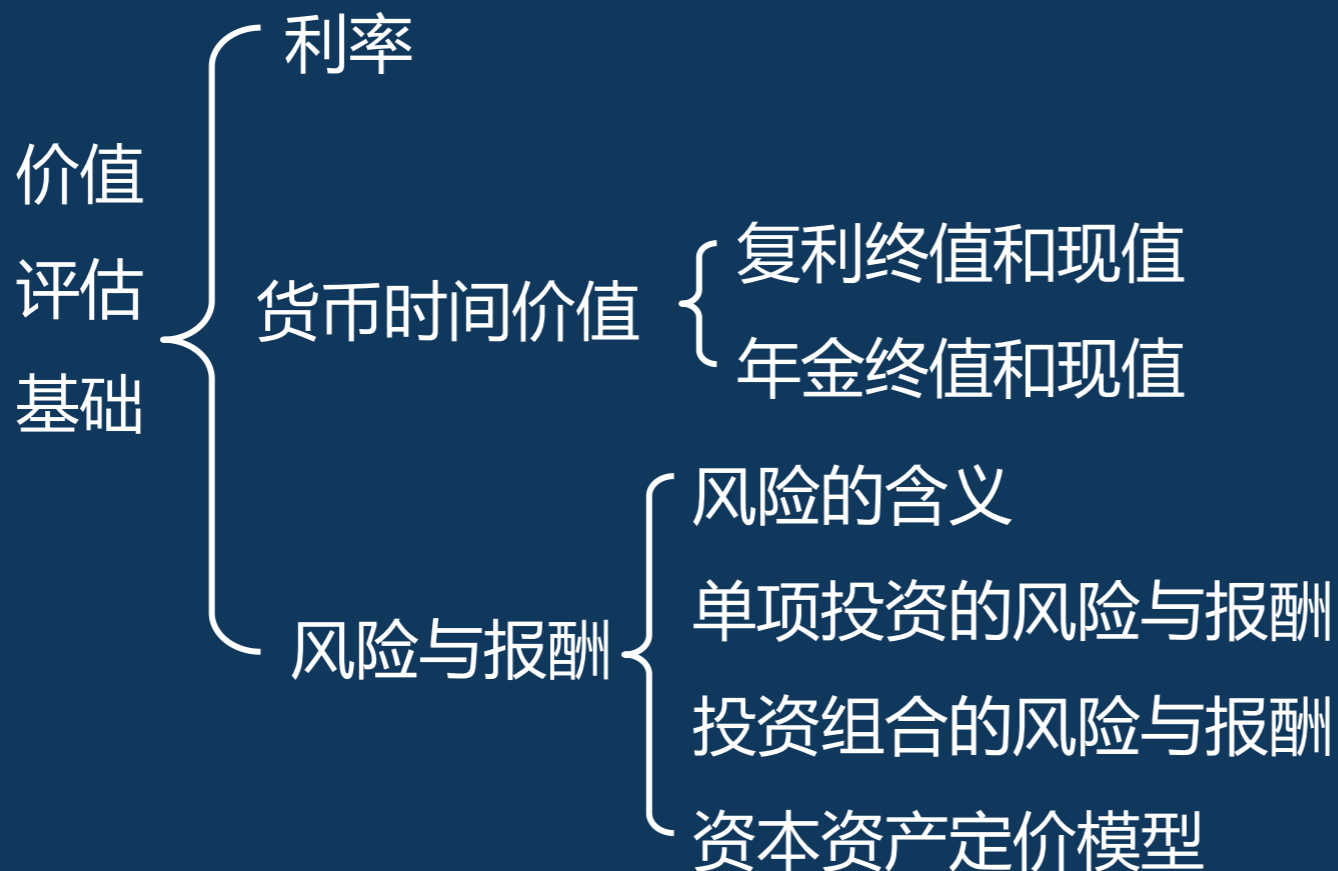 价值
评估
基础
利率
货币时间价值
复利终值和现值
年金终值和现值
风险与报酬
风险的含义
单项投资的风险与报酬
投资组合的风险与报酬
资本资产定价模型